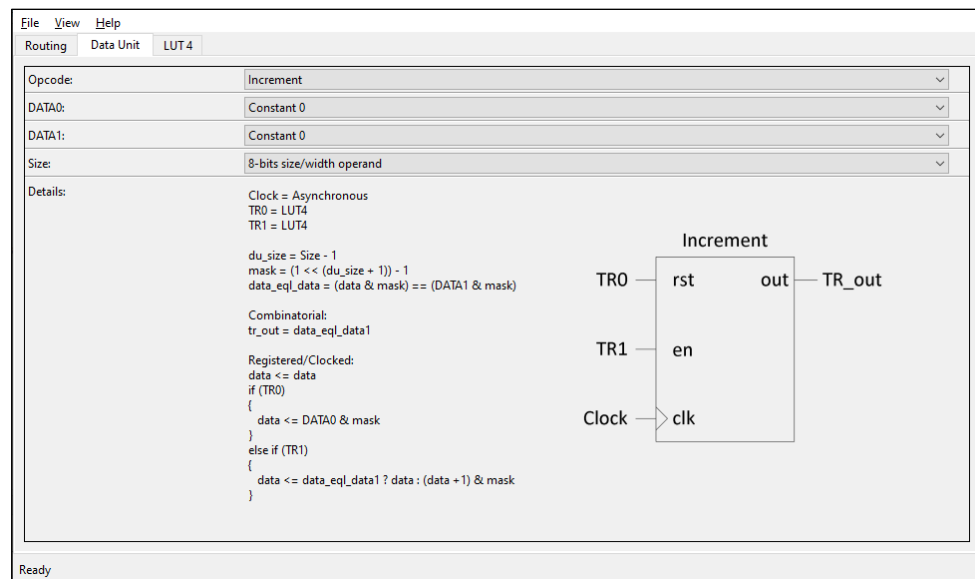 File View Help
Routing Data Unit LUT 4
Opcode: Increment
DATA0: Constant 0
DATA1: Constant 0
Size: 8-bits size/width operand
Details:
Clock = Asynchronous
TR0 = LUT4
TR1 = LUT4
du_size = Size - 1
mask = (1 << (du_size + 1)) - 1
data_eql_data = (data & mask) == (DATA1 & mask)
Combinatorial:
tr_out = data_eql_data1
Registered/Clocked:
data <= data
if (TR0)
{
data <= DATA0 & mask
}
else if (TR1)
{
data <= data_eql_data1 ? data : (data +1) & mask
}
Increment
TR0 rst out TR_out
TR1 en
Clock clk
Ready